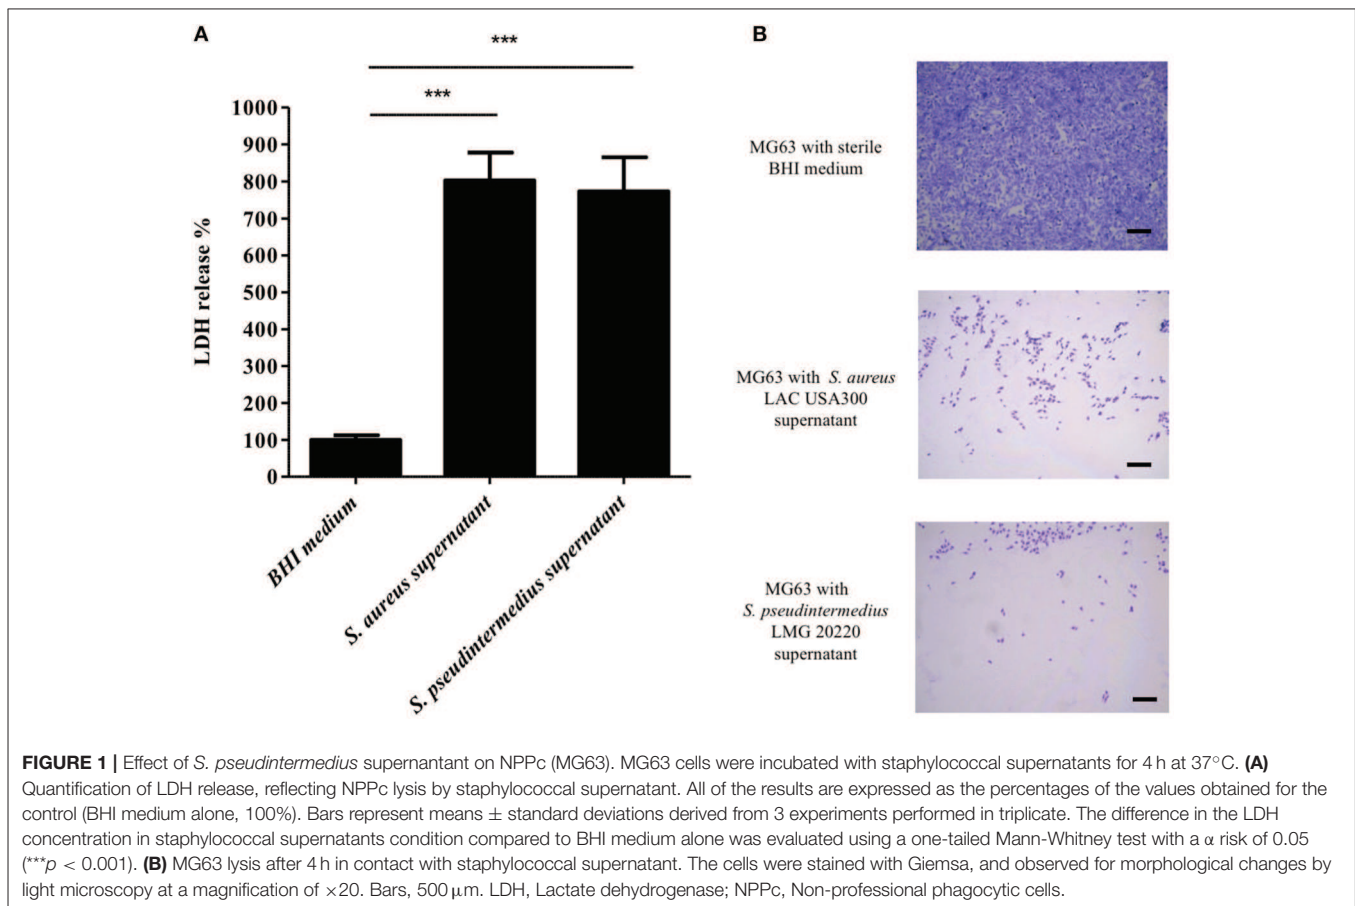 A
***
***
1000
900
800
700
600
500
400
300
200
100
0
LDH release %
BHI medium
S. aureus supernatant
S. pseudintermedius supernatant
B
MG63 with sterile
BHI medium
MG63 with S. aureus
LAC USA300
supernatant
MG63 with
S. pseudintermedius
LMG 20220
supernatant
FIGURE 1 | Effect of S. pseudintermedius supernantant on NPPc (MG63). MG63 cells were incubated with staphylococcal supernatants for 4 h at 37°C. (A)
Quantification of LDH release, reflecting NPPc lysis by staphylococcal supernatant. All of the results are expressed as the percentages of the values obtained for the
control (BHI medium alone, 100%). Bars represent means ± standard deviations derived from 3 experiments performed in triplicate. The difference in the LDH
concentration in staphylococcal supernatants condition compared to BHI medium alone was evaluated using a one-tailed Mann-Whitney test with a α risk of 0.05
(***p < 0.001). (B) MG63 lysis after 4 h in contact with staphylococcal supernatant. The cells were stained with Giemsa, and observed for morphological changes by
light microscopy at a magnification of ×20. Bars, 500 μm. LDH, Lactate dehydrogenase; NPPc, Non-professional phagocytic cells.